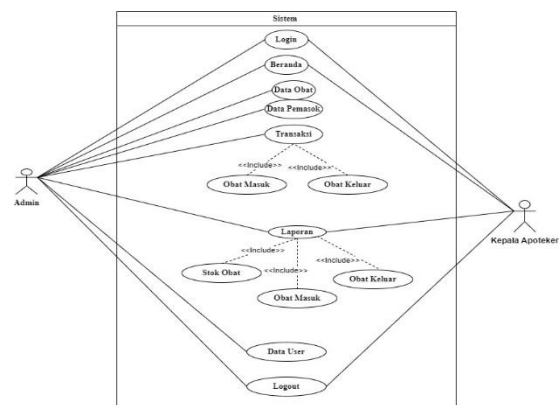 Sistem
Login
Beranda
Data Obat
Data Pemasok
Transaksi
<<Include>>
<<Include>>
Obat Masuk
Obat Keluar
Admin
Kepala Apoteker
Laporan
<<Include>>
<<Include>>
<<Include>>
Stok Obat
Obat Keluar
Obat Masuk
Data User
Logout